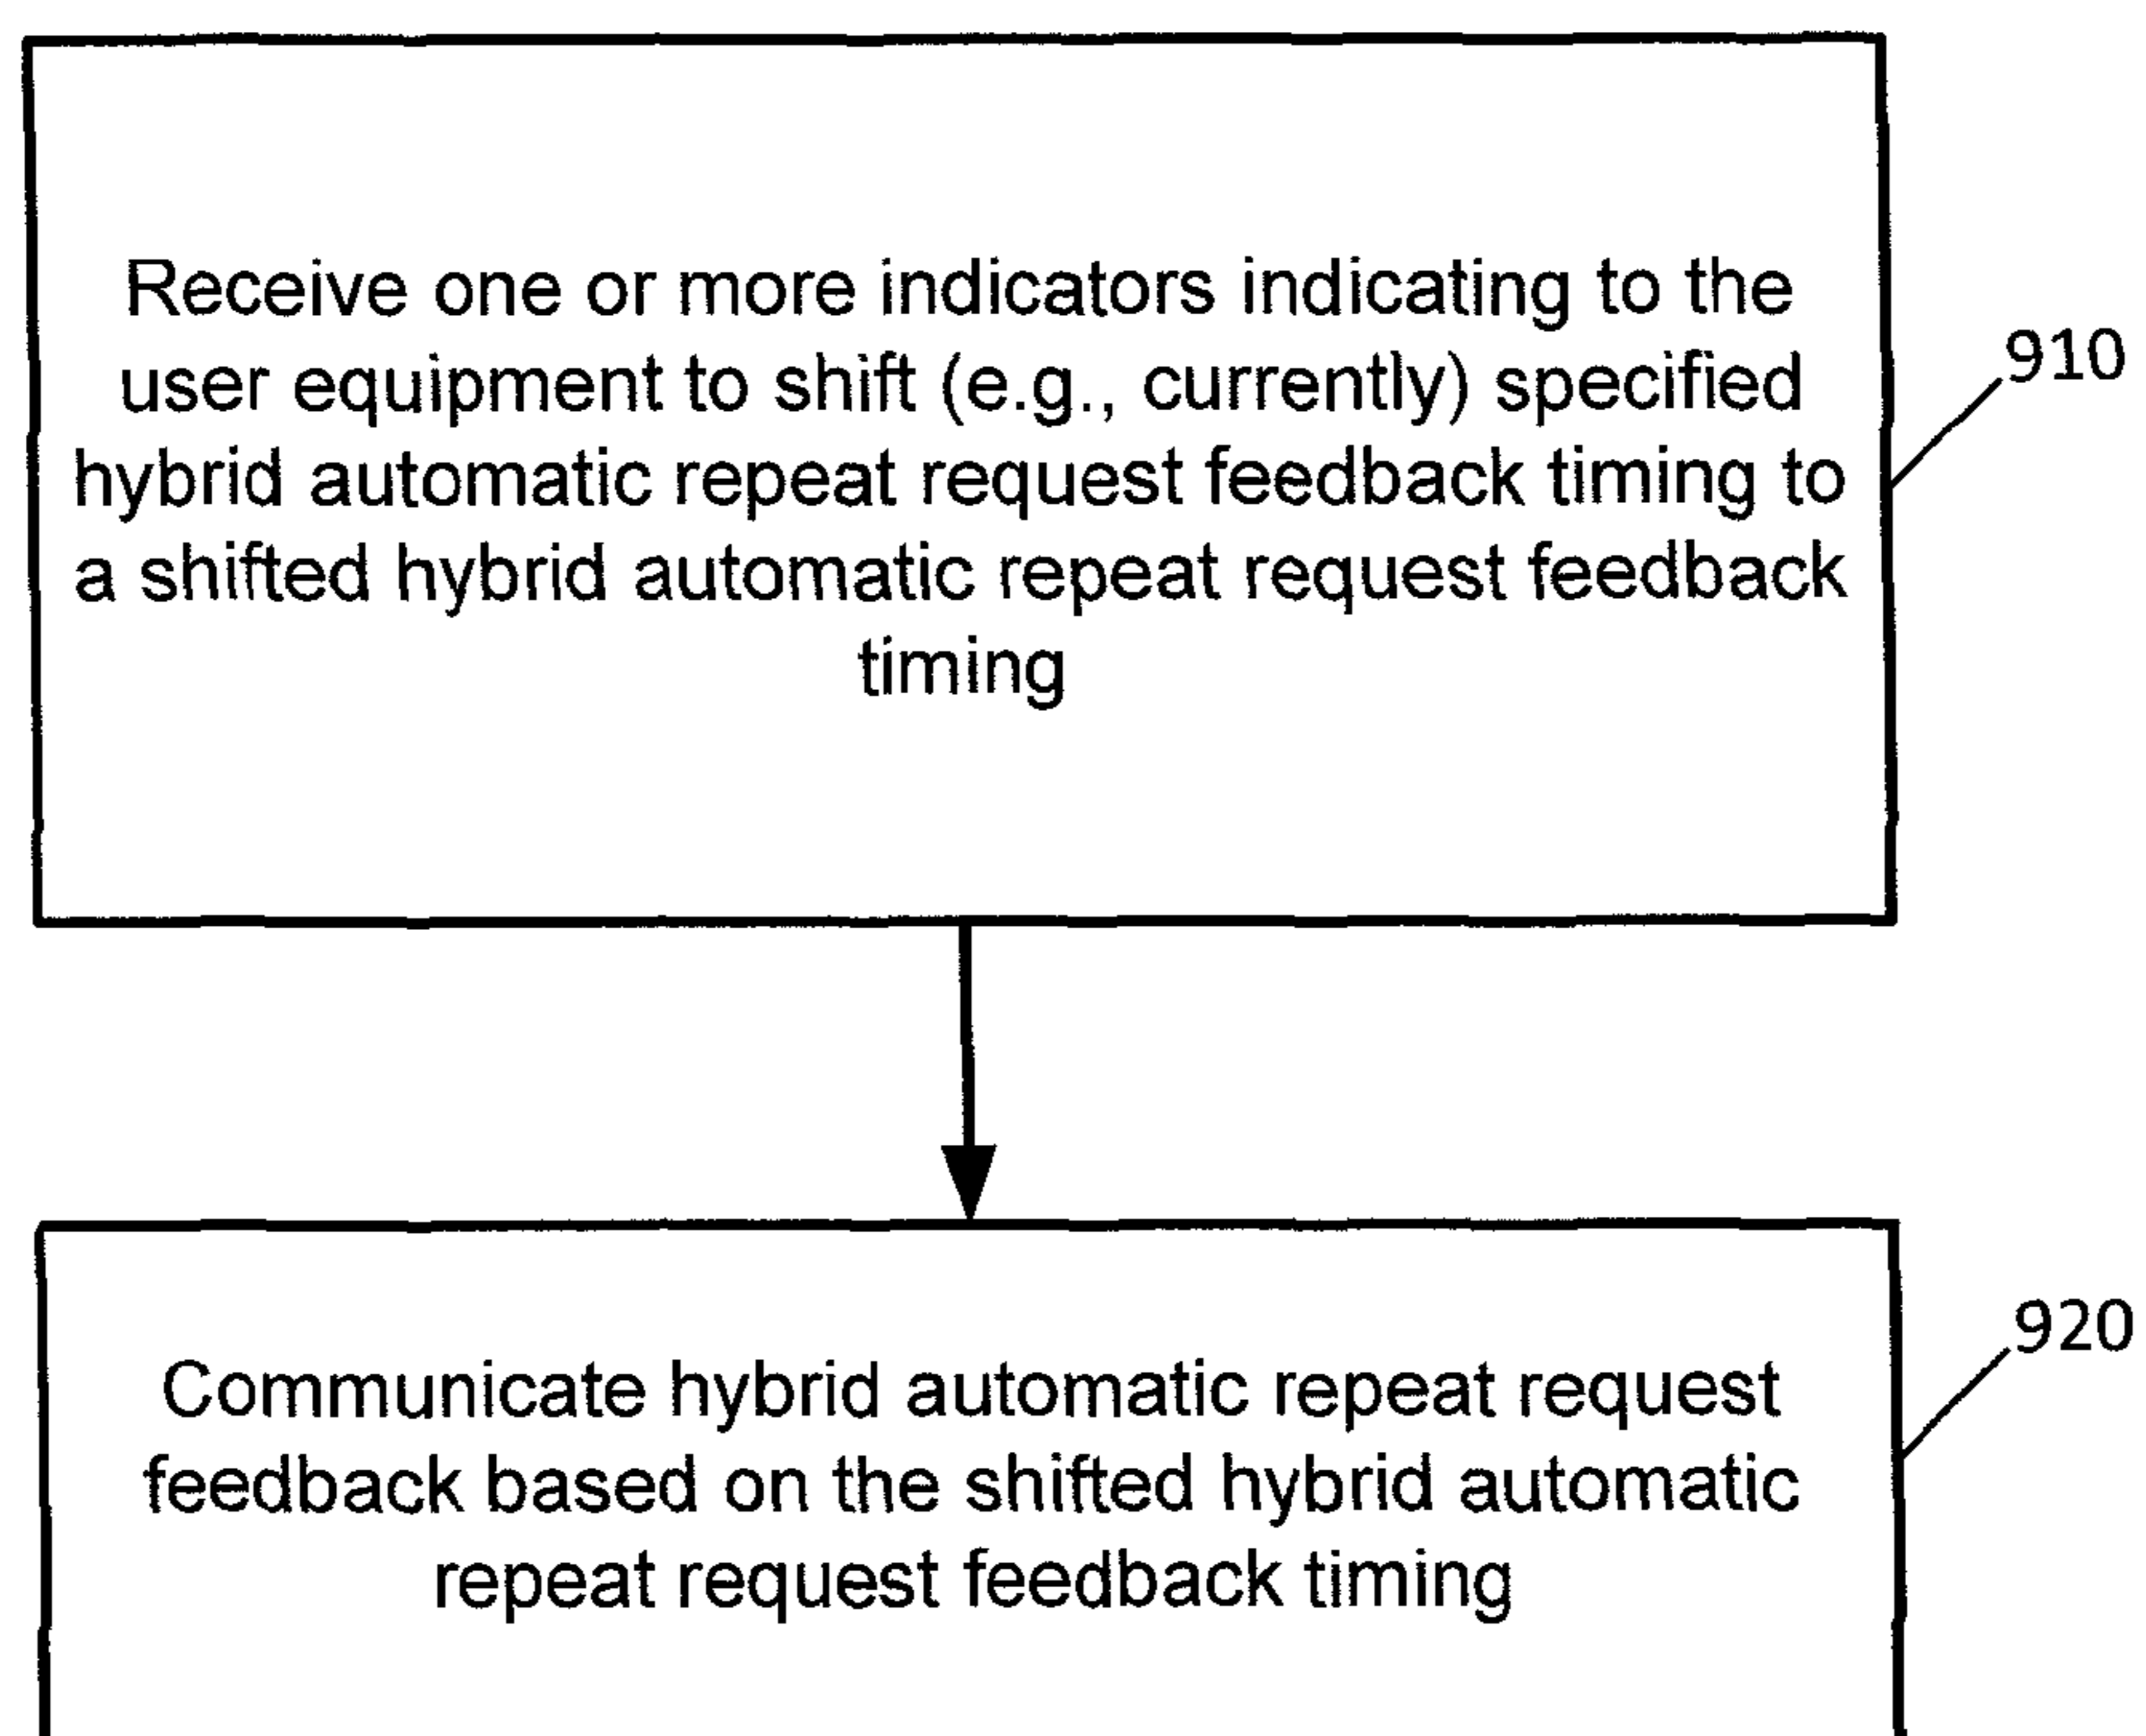 Receive one or more indicators indicating to the
user equipment to shift (e.g., currently) specified
hybrid automatic repeat request feedback timing to
a shifted hybrid automatic repeat request feedback
timing
910
Communicate hybrid automatic repeat request
feedback based on the shifted hybrid automatic
repeat request feedback timing
920